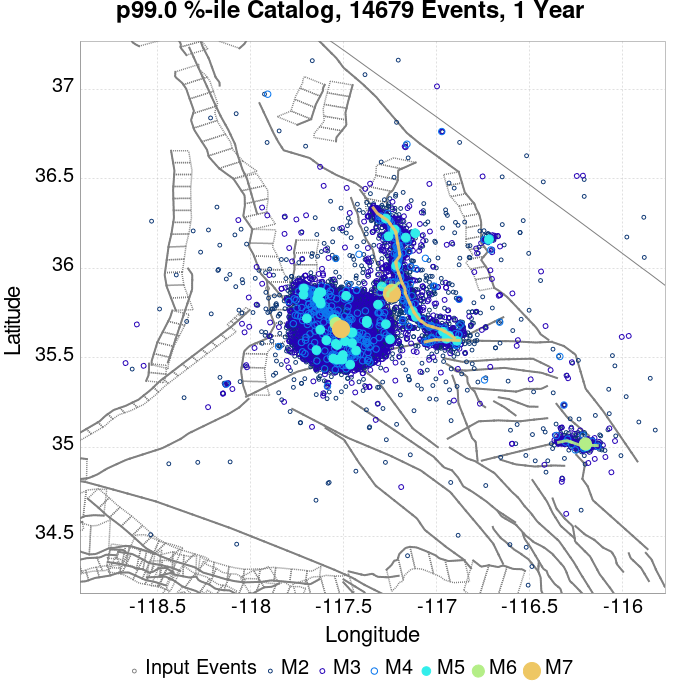 p99.0 %-ile Catalog, 14679 Events, 1 Year
37
36.5
36
35.5
35
34.5
Latitude
-118.5 -118 -117.5 -117 -116.5 -116
Longitude
Input Events M2 M3 M4 M5 M6 M7